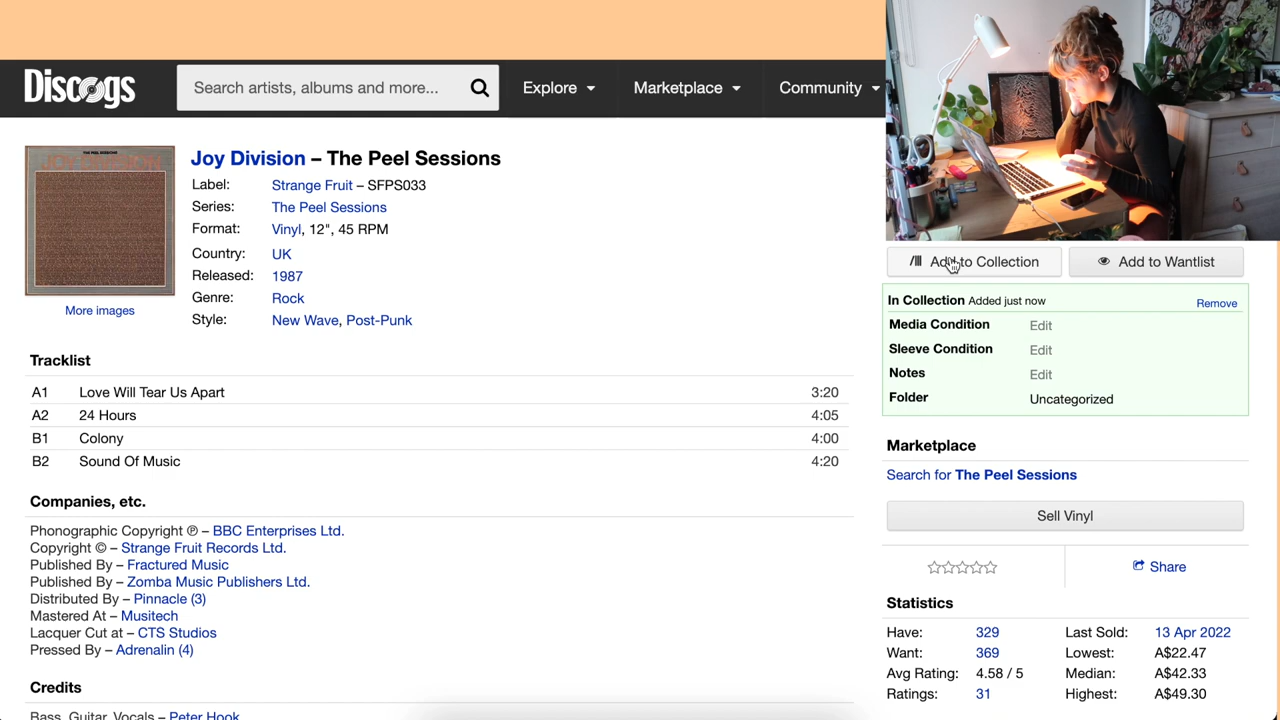 Discogs
Search artists, albums and more...
Explore
Marketplace
Community
THE PEEL SESSIONS
JOY DIVISION
More images
Joy Division – The Peel Sessions
Label: Strange Fruit – SFPS033
Series: The Peel Sessions
Format: Vinyl, 12", 45 RPM
Country: UK
Released: 1987
Genre: Rock
Style: New Wave, Post-Punk
Tracklist
A1 Love Will Tear Us Apart 3:20
A2 24 Hours 4:05
B1 Colony 4:00
B2 Sound Of Music 4:20
Companies, etc.
Phonographic Copyright ℗ – BBC Enterprises Ltd.
Copyright © – Strange Fruit Records Ltd.
Published By – Fractured Music
Published By – Zomba Music Publishers Ltd.
Distributed By – Pinnacle (3)
Mastered At – Musitech
Lacquer Cut at – CTS Studios
Pressed By – Adrenalin (4)
Credits
Bass, Guitar, Vocals – Peter Hook
Add to Collection
Add to Wantlist
In Collection Added just now Remove
Media Condition Edit
Sleeve Condition Edit
Notes Edit
Folder Uncategorized
Marketplace
Search for The Peel Sessions
Sell Vinyl
Share
Statistics
Have: 329 Last Sold: 13 Apr 2022
Want: 369 Lowest: A$22.47
Avg Rating: 4.58 / 5 Median: A$42.33
Ratings: 31 Highest: A$49.30